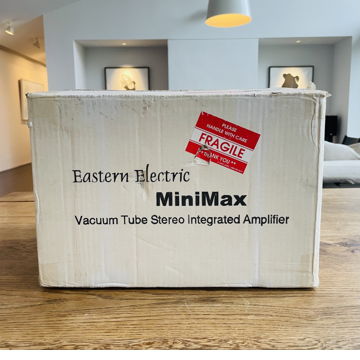 PLEASE
HANDLE WITH CARE
FRAGILE
THANK YOU
Eastern Electric
MiniMax
Vacuum Tube Stereo Integrated Amplifier